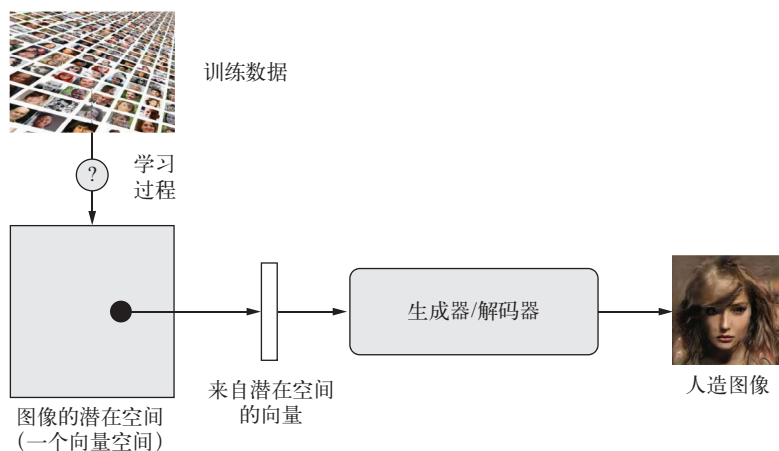 训练数据
?
学习
过程
生成器/解码器
来自潜在空间
的向量
人造图像
图像的潜在空间
（一个向量空间）